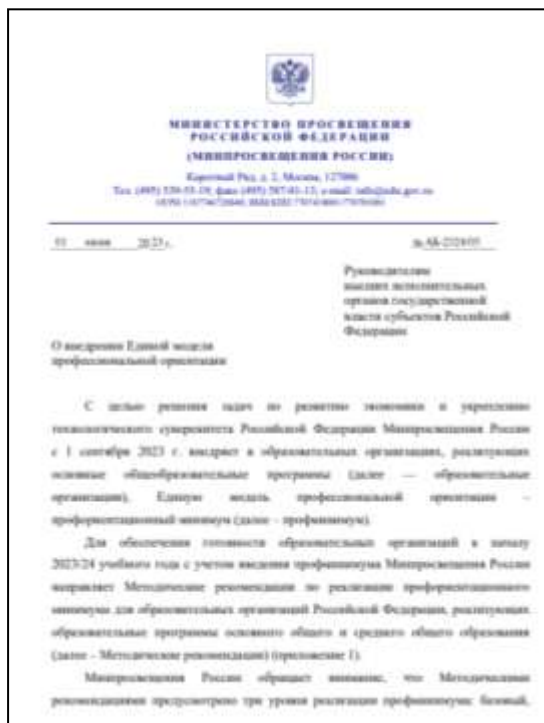 МИНИСТЕРСТВО ПРОСВЕЩЕНИЯ
РОССИЙСКОЙ ФЕДЕРАЦИИ
(МИНПРОСВЕЩЕНИЯ РОССИИ)
Каретный Ряд, д. 2, Москва, 127006
01 июня 2023 г.
Руководителям
высших исполнительных
органов государственной
власти субъектов Российской
Федерации
О внедрении Единой модели
профессиональной ориентации
С целью решения задач по развитию экономики и укреплению
технологического суверенитета Российской Федерации Минпросвещения России
с 1 сентября 2023 г. внедряет в образовательных организациях, реализующих
основные общеобразовательные программы (далее — образовательные
организации), Единую модель профессиональной ориентации –
профориентационный минимум (далее – профминимум).
Для обеспечения готовности образовательных организаций к началу
2023/24 учебного года с учетом введения профминимума Минпросвещения России
направляет Методические рекомендации по реализации профориентационного
минимума для образовательных организаций Российской Федерации, реализующих
образовательные программы основного общего и среднего общего образования
(далее – Методические рекомендации) (приложение 1).
Минпросвещения России обращает внимание, что Методическими
рекомендациями предусмотрено три уровня реализации профминимума: базовый,